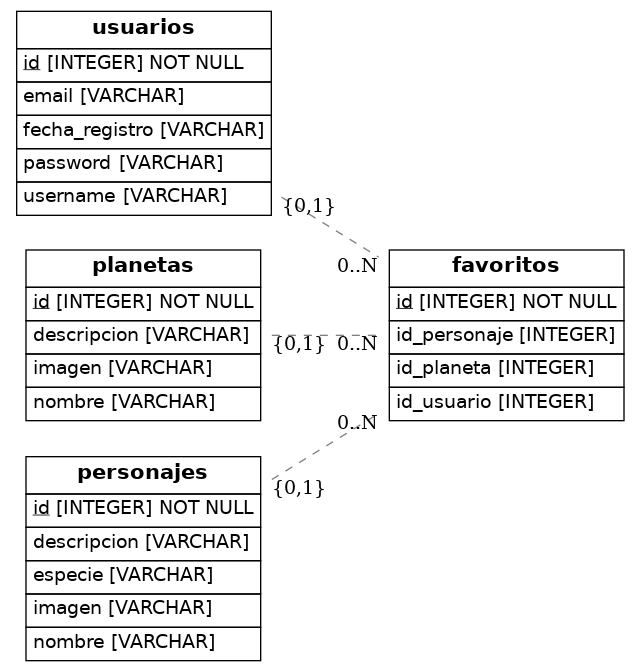 usuarios
id [INTEGER] NOT NULL
email [VARCHAR]
fecha_registro [VARCHAR]
password [VARCHAR]
username [VARCHAR]
{0,1}
0..N
planetas
id [INTEGER] NOT NULL
descripcion [VARCHAR]
imagen [VARCHAR]
nombre [VARCHAR]
{0,1}
0..N
favoritos
id [INTEGER] NOT NULL
id_personaje [INTEGER]
id_planeta [INTEGER]
id_usuario [INTEGER]
0..N
{0,1}
personajes
id [INTEGER] NOT NULL
descripcion [VARCHAR]
especie [VARCHAR]
imagen [VARCHAR]
nombre [VARCHAR]